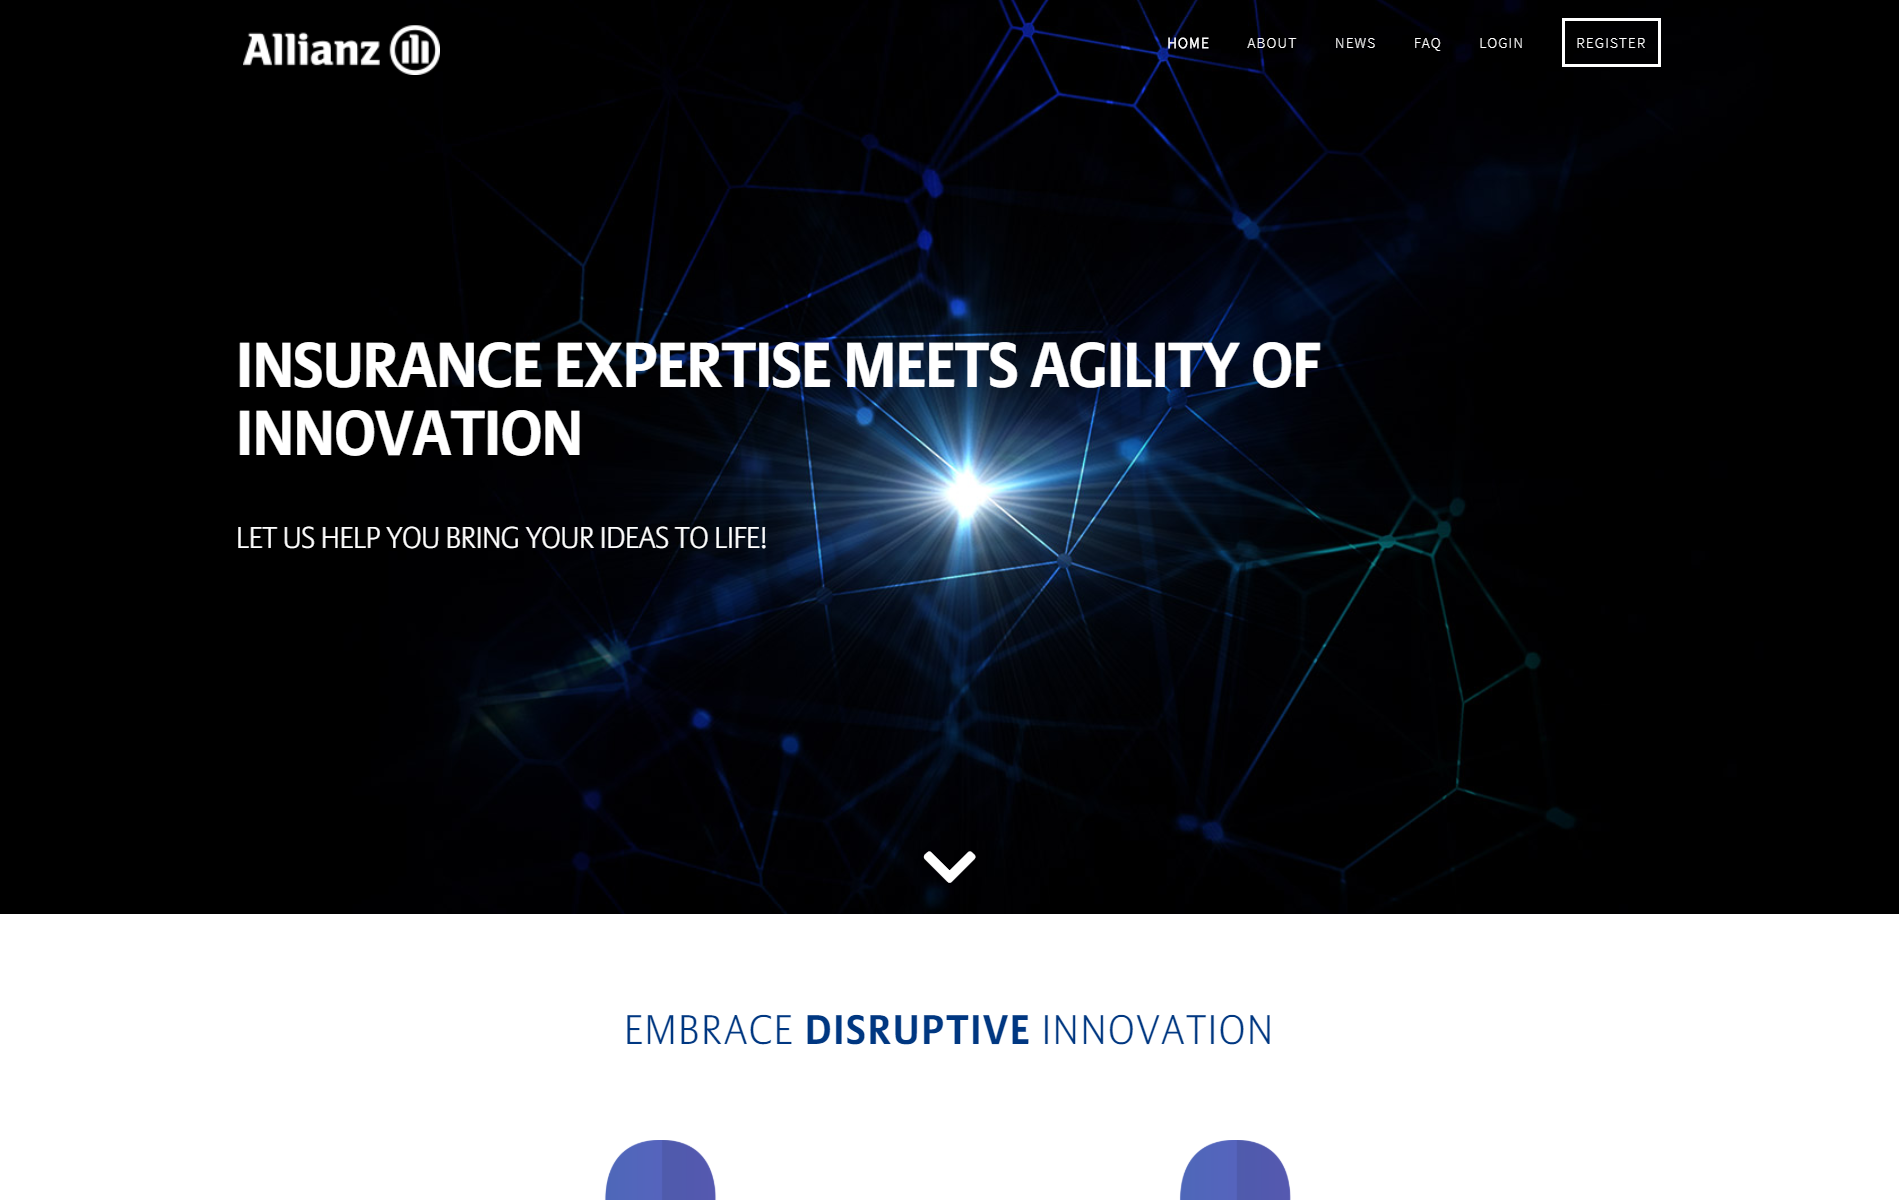 Allianz
HOME ABOUT NEWS FAQ LOGIN REGISTER
INSURANCE EXPERTISE MEETS AGILITY OF
INNOVATION
LET US HELP YOU BRING YOUR IDEAS TO LIFE!
EMBRACE DISRUPTIVE INNOVATION